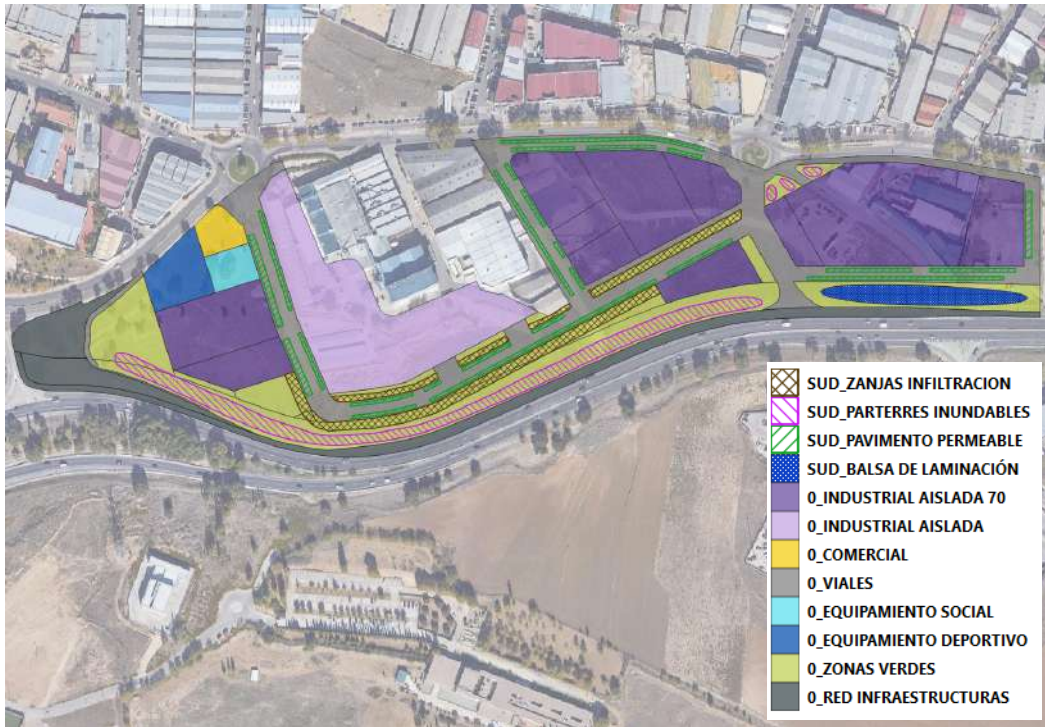 SUD_ZANJAS INFILTRACION
SUD_PARTERRES INUNDABLES
SUD_PAVIMENTO PERMEABLE
SUD_BALSA DE LAMINACIÓN
0_INDUSTRIAL AISLADA 70
0_INDUSTRIAL AISLADA
0_COMERCIAL
0_VIALES
0_EQUIPAMIENTO SOCIAL
0_EQUIPAMIENTO DEPORTIVO
0_ZONAS VERDES
0_RED INFRAESTRUCTURAS